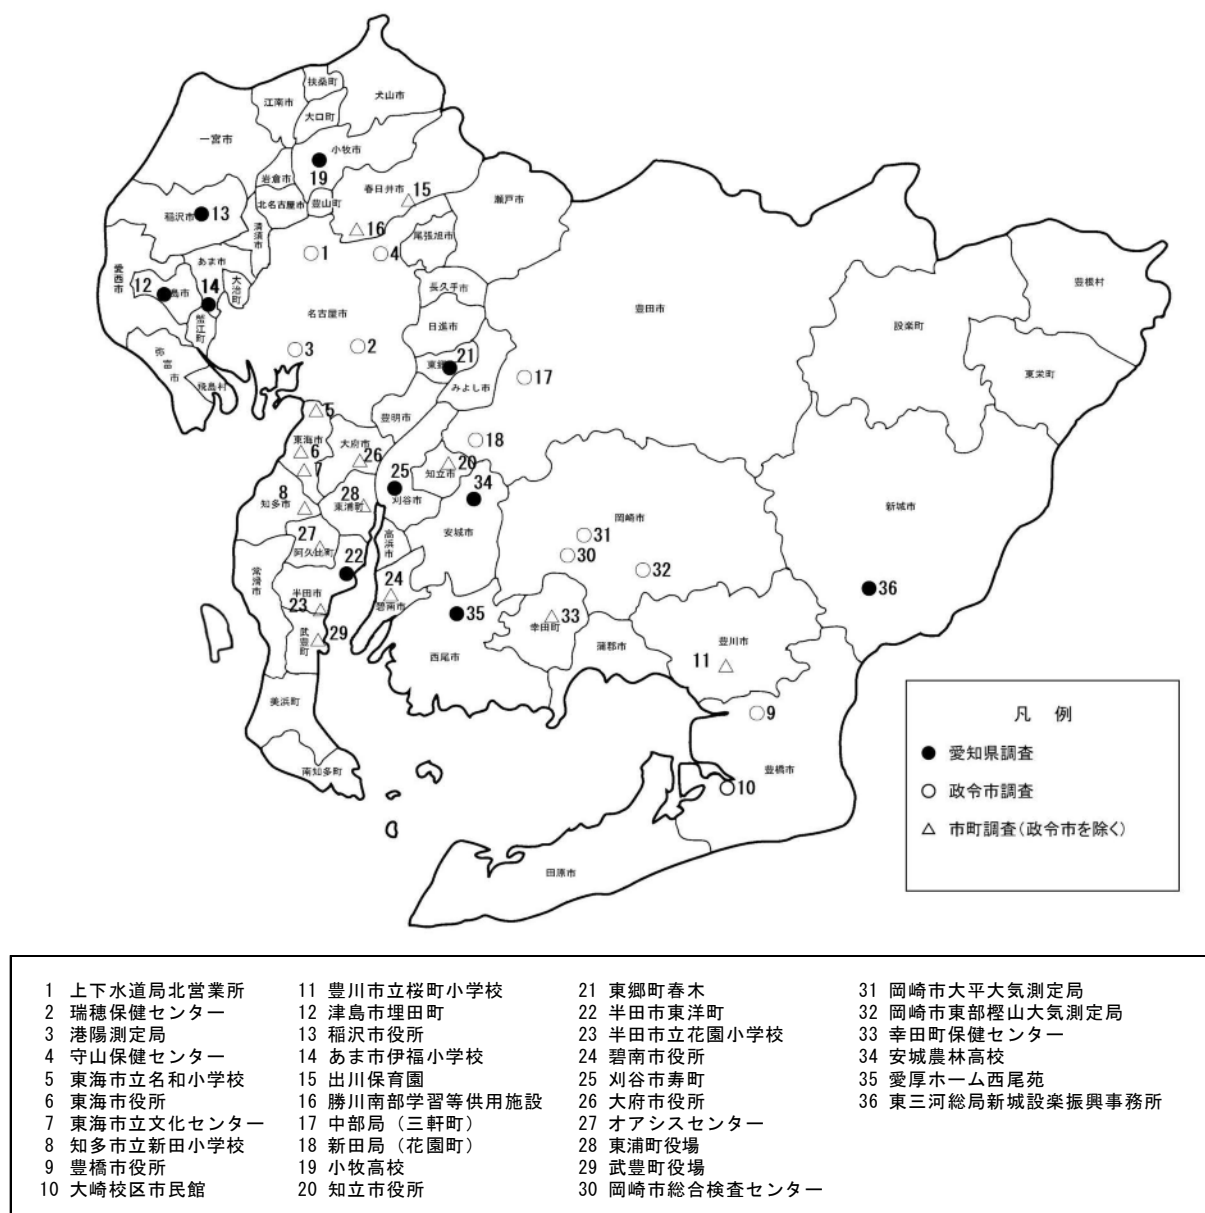 扶桑町
江南市
犬山市
大口町
一宮市
小牧市
19
岩倉市
春日井市
15
瀬戸市
北名古屋市
豊山町
稲沢市
13
清須市
16
尾張旭市
1
4
あま市
愛西市
大治町
長久手市
豊根村
12
島市
14
蟹江町
名古屋市
豊田市
設楽町
日進市
3
2
弥富市
東郷
21
みよし市
17
東栄町
飛島村
5
豊明市
東海市
大府市
6
26
18
7
25
知立市
20
34
8
28
知多市
東浦町
刈谷市
新城市
安城市
岡崎市
高浜市
31
27
阿久比町
22
30
32
常滑市
24
36
半田市
23
碧南市
35
33
幸田町
武豊町
29
西尾市
蒲郡市
豊川市
11
美浜町
9
南知多町
豊橋市
10
田原市
凡 例
● 愛知県調査
○ 政令市調査
△ 市町調査(政令市を除く)
1 上下水道局北営業所
2 瑞穂保健センター
3 港陽測定局
4 守山保健センター
5 東海市立名和小学校
6 東海市役所
7 東海市立文化センター
8 知多市立新田小学校
9 豊橋市役所
10 大崎校区市民館
11 豊川市立桜町小学校
12 津島市埋田町
13 稲沢市役所
14 あま市伊福小学校
15 出川保育園
16 勝川南部学習等供用施設
17 中部局（三軒町）
18 新田局（花園町）
19 小牧高校
20 知立市役所
21 東郷町春木
22 半田市東洋町
23 半田市立花園小学校
24 碧南市役所
25 刈谷市寿町
26 大府市役所
27 オアシスセンター
28 東浦町役場
29 武豊町役場
30 岡崎市総合検査センター
31 岡崎市大平大気測定局
32 岡崎市東部樫山大気測定局
33 幸田町保健センター
34 安城農林高校
35 愛厚ホーム西尾苑
36 東三河総局新城設楽振興事務所